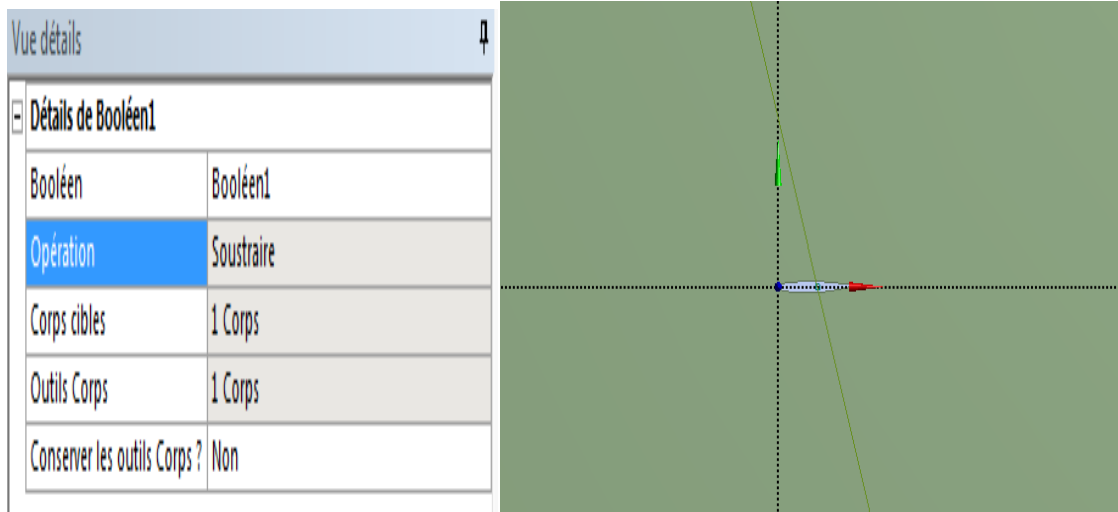 Vue détails
Détails de Booléen1
Booléen Booléen1
Opération Soustraire
Corps cibles 1 Corps
Outils Corps 1 Corps
Conserver les outils Corps ? Non